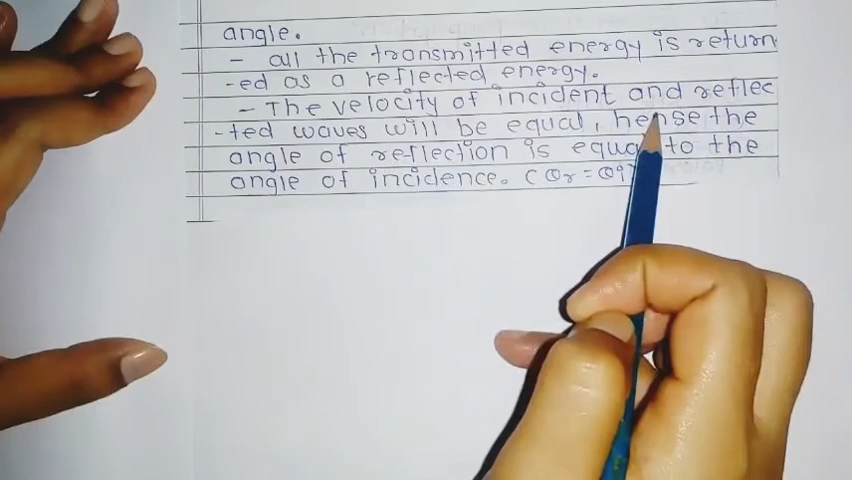 angle.
- all the transmitted energy is return
-ed as a reflected energy.
- The velocity of incident and reflec
-ted waves will be equal, hense the
angle of reflection is equal to the
angle of incidence. (Θr = Θi)